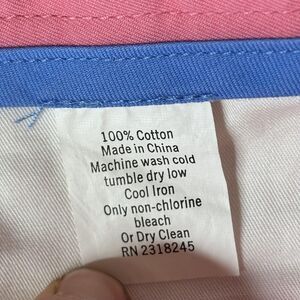 100% Cotton
Made in China
Machine wash cold
tumble dry low
Cool Iron
Only non-chlorine
bleach
Or Dry Clean
RN 2318245